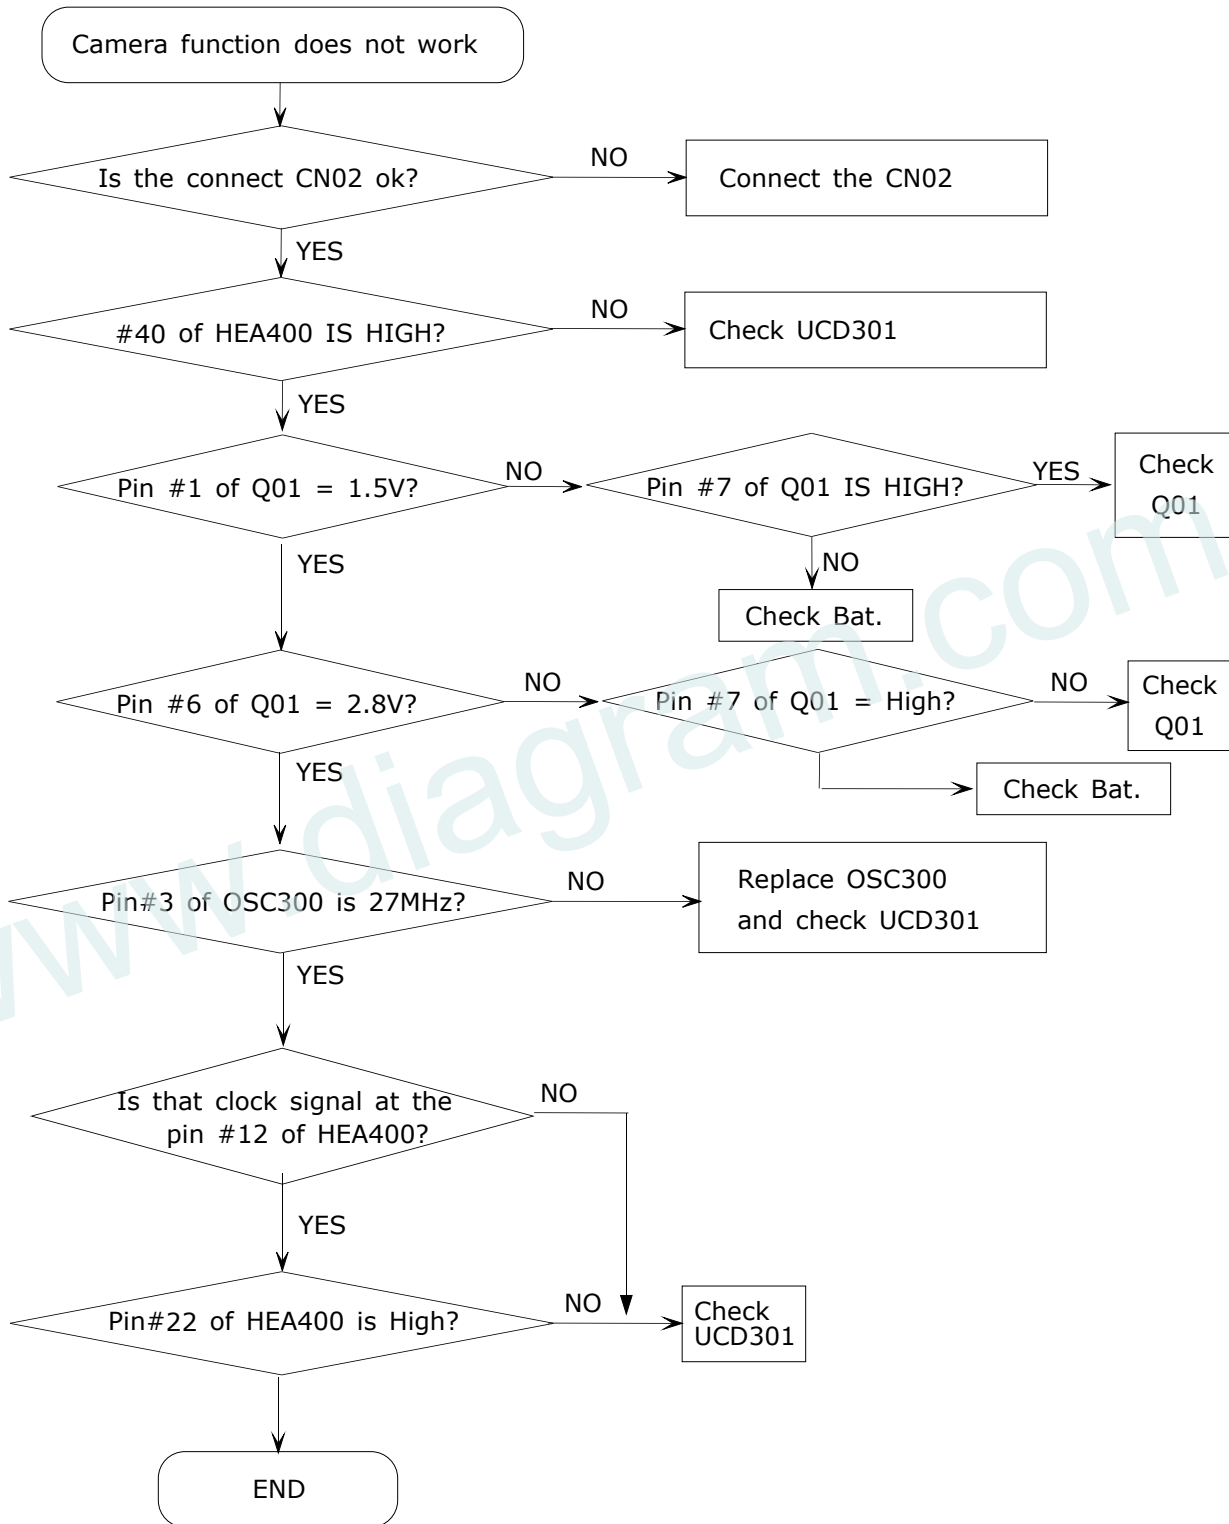 Camera function does not work
Is the connect CN02 ok?
NO
Connect the CN02
YES
#40 of HEA400 IS HIGH?
NO
Check UCD301
YES
Pin #1 of Q01 = 1.5V?
NO
Pin #7 of Q01 IS HIGH?
YES
Check
Q01
YES
NO
Check Bat.
Pin #6 of Q01 = 2.8V?
NO
Pin #7 of Q01 = High?
NO
Check
Q01
YES
Check Bat.
Pin#3 of OSC300 is 27MHz?
NO
Replace OSC300
and check UCD301
YES
Is that clock signal at the
pin #12 of HEA400?
NO
YES
Pin#22 of HEA400 is High?
NO
Check
UCD301
END
www.diagram.com